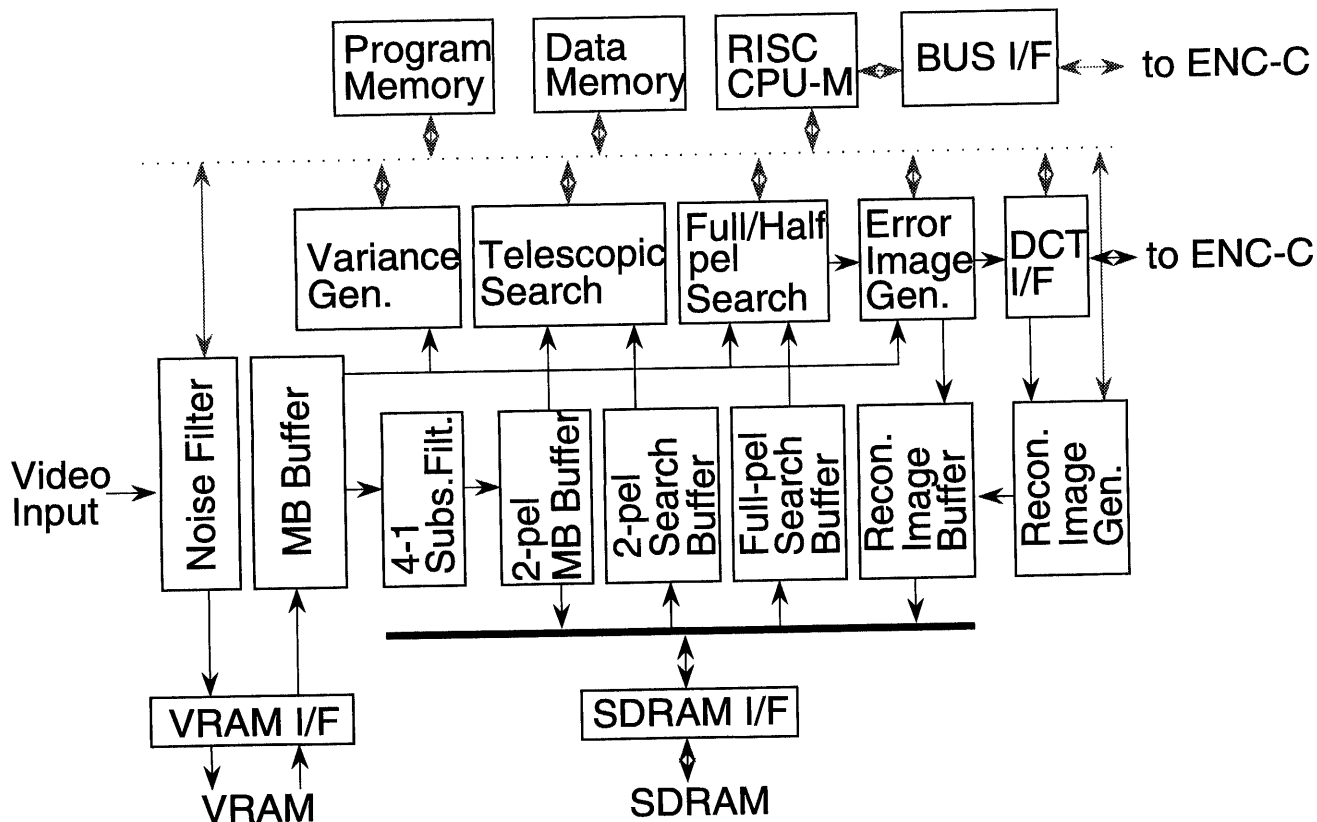 Program
Memory
Data
Memory
RISC
CPU-M
BUS I/F
to ENC-C
Variance
Gen.
Telescopic
Search
Full/Half
pel
Search
Error
Image
Gen.
DCT
I/F
to ENC-C
Video
Input
Noise Filter
MB Buffer
4-1
Subs.Filt.
2-pel
MB Buffer
2-pel
Search
Buffer
Full-pel
Search
Buffer
Recon.
Image
Buffer
Recon.
Image
Gen.
VRAM I/F
SDRAM I/F
VRAM
SDRAM